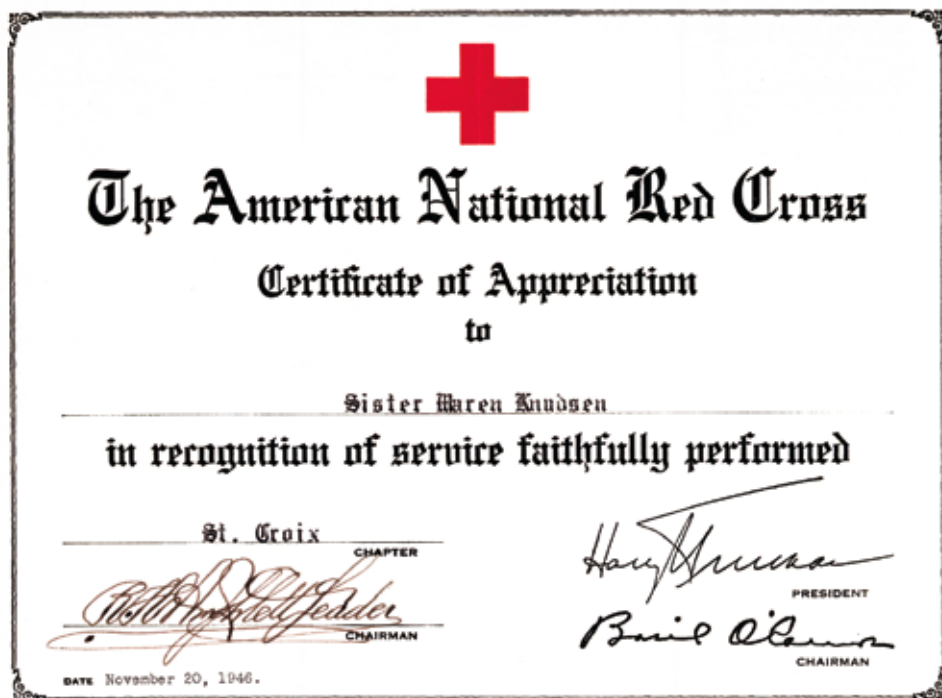 The American National Red Cross
Certificate of Appreciation
to
Sister Maren Knudsen
in recognition of service faithfully performed
St. Croix
CHAPTER
Harry Truman
PRESIDENT
CHAIRMAN
Basil O'Connor
CHAIRMAN
DATE November 20, 1946.